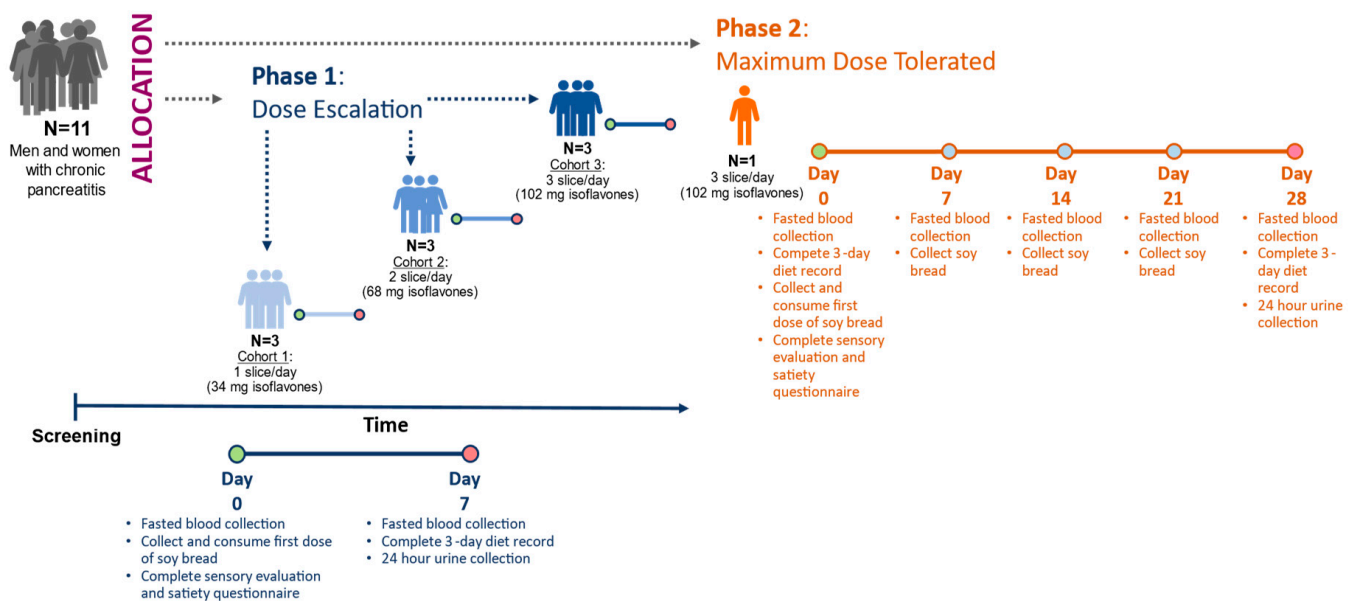 ALLOCATION
N=11
Men and women
with chronic
pancreatitis
Phase 1:
Dose Escalation
N=3
Cohort 1:
1 slice/day
(34 mg isoflavones)
N=3
Cohort 2:
2 slice/day
(68 mg isoflavones)
N=3
Cohort 3:
3 slice/day
(102 mg isoflavones)
Phase 2:
Maximum Dose Tolerated
N=1
3 slice/day
(102 mg isoflavones)
Day
0
• Fasted blood
collection
• Compete 3-day
diet record
• Collect and
consume first
dose of soy bread
• Complete sensory
evaluation and
satiety
questionnaire
Day
7
• Fasted blood
collection
• Collect soy
bread
Day
14
• Fasted blood
collection
• Collect soy
bread
Day
21
• Fasted blood
collection
• Collect soy
bread
Day
28
• Fasted blood
collection
• Complete 3-
day diet
record
• 24 hour urine
collection
Screening
Time
Day
0
• Fasted blood collection
• Collect and consume first dose
of soy bread
• Complete sensory evaluation
and satiety questionnaire
Day
7
• Fasted blood collection
• Complete 3-day diet record
• 24 hour urine collection